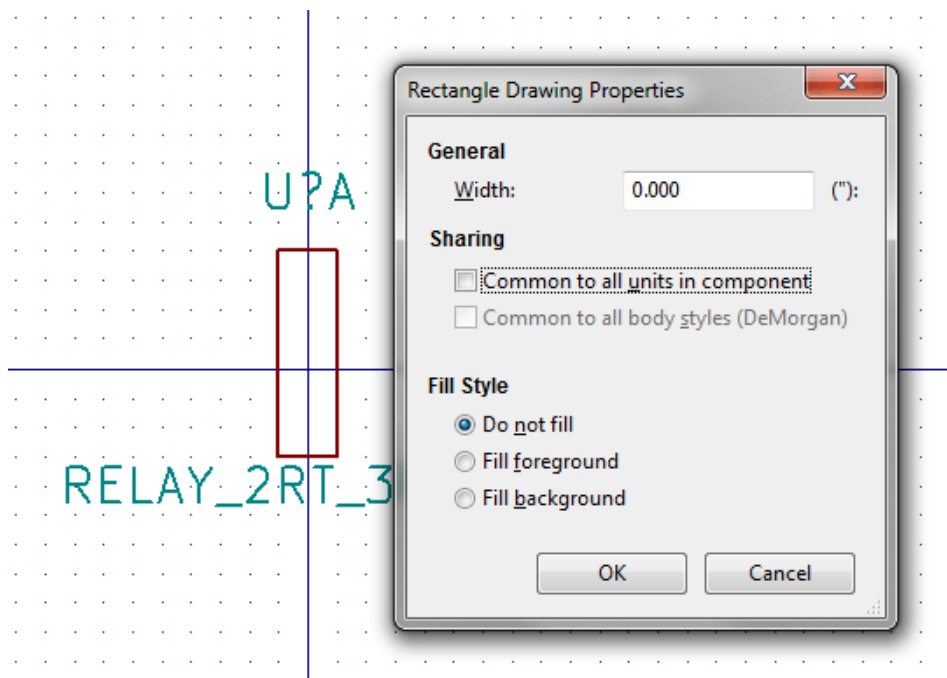 U?A
RELAY_2RT_3
Rectangle Drawing Properties
General
Width: 0.000 ("):
Sharing
Common to all units in component
Common to all body styles (DeMorgan)
Fill Style
Do not fill
Fill foreground
Fill background
OK Cancel